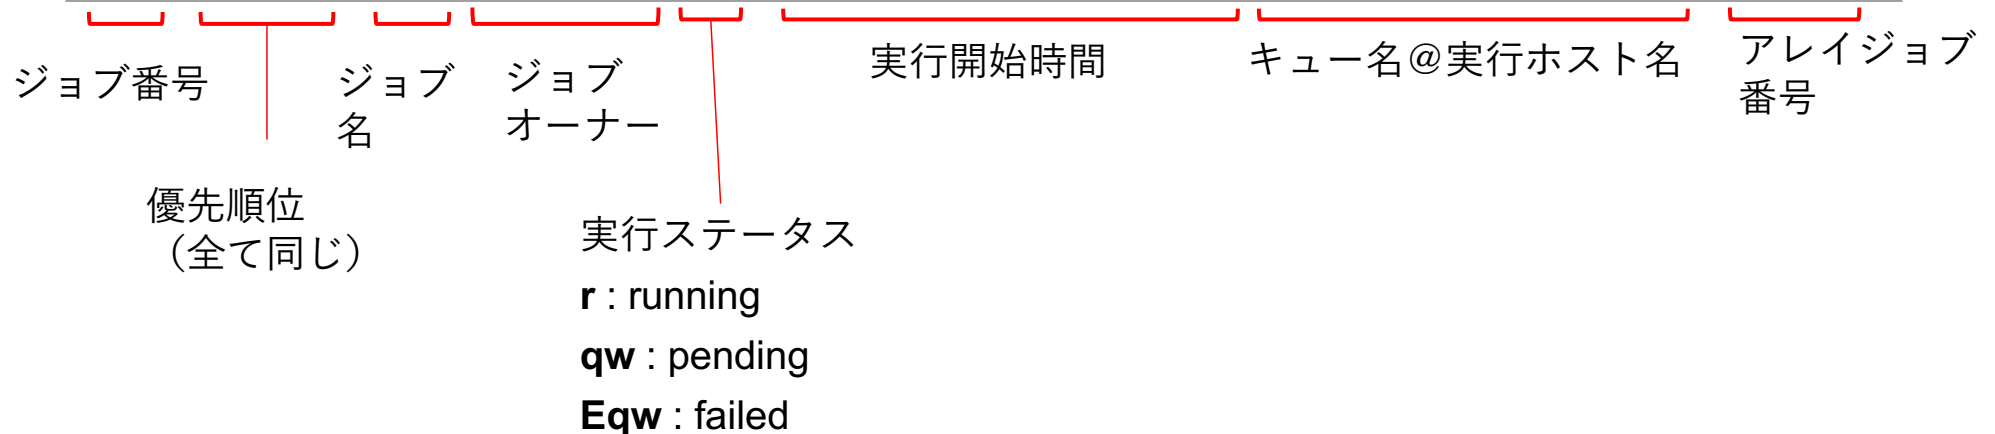 ジョブ番号
優先順位
（全て同じ）
ジョブ
名
ジョブ
オーナー
実行ステータス
r : running
qw : pending
Eqw : failed
実行開始時間
キュー名＠実行ホスト名
アレイジョブ
番号